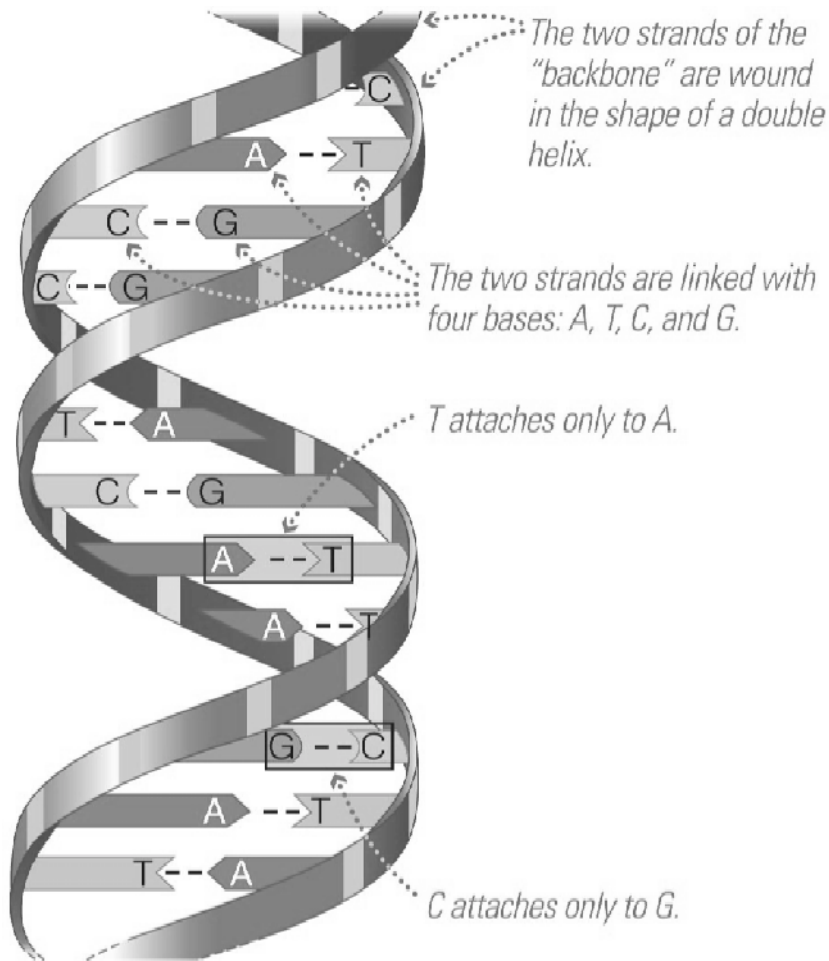 The two strands of the
“backbone” are wound
in the shape of a double
helix.
C
A T
C G
C G
The two strands are linked with
four bases: A, T, C, and G.
T A
T attaches only to A.
C G
A T
A T
G C
A T
T A
C attaches only to G.